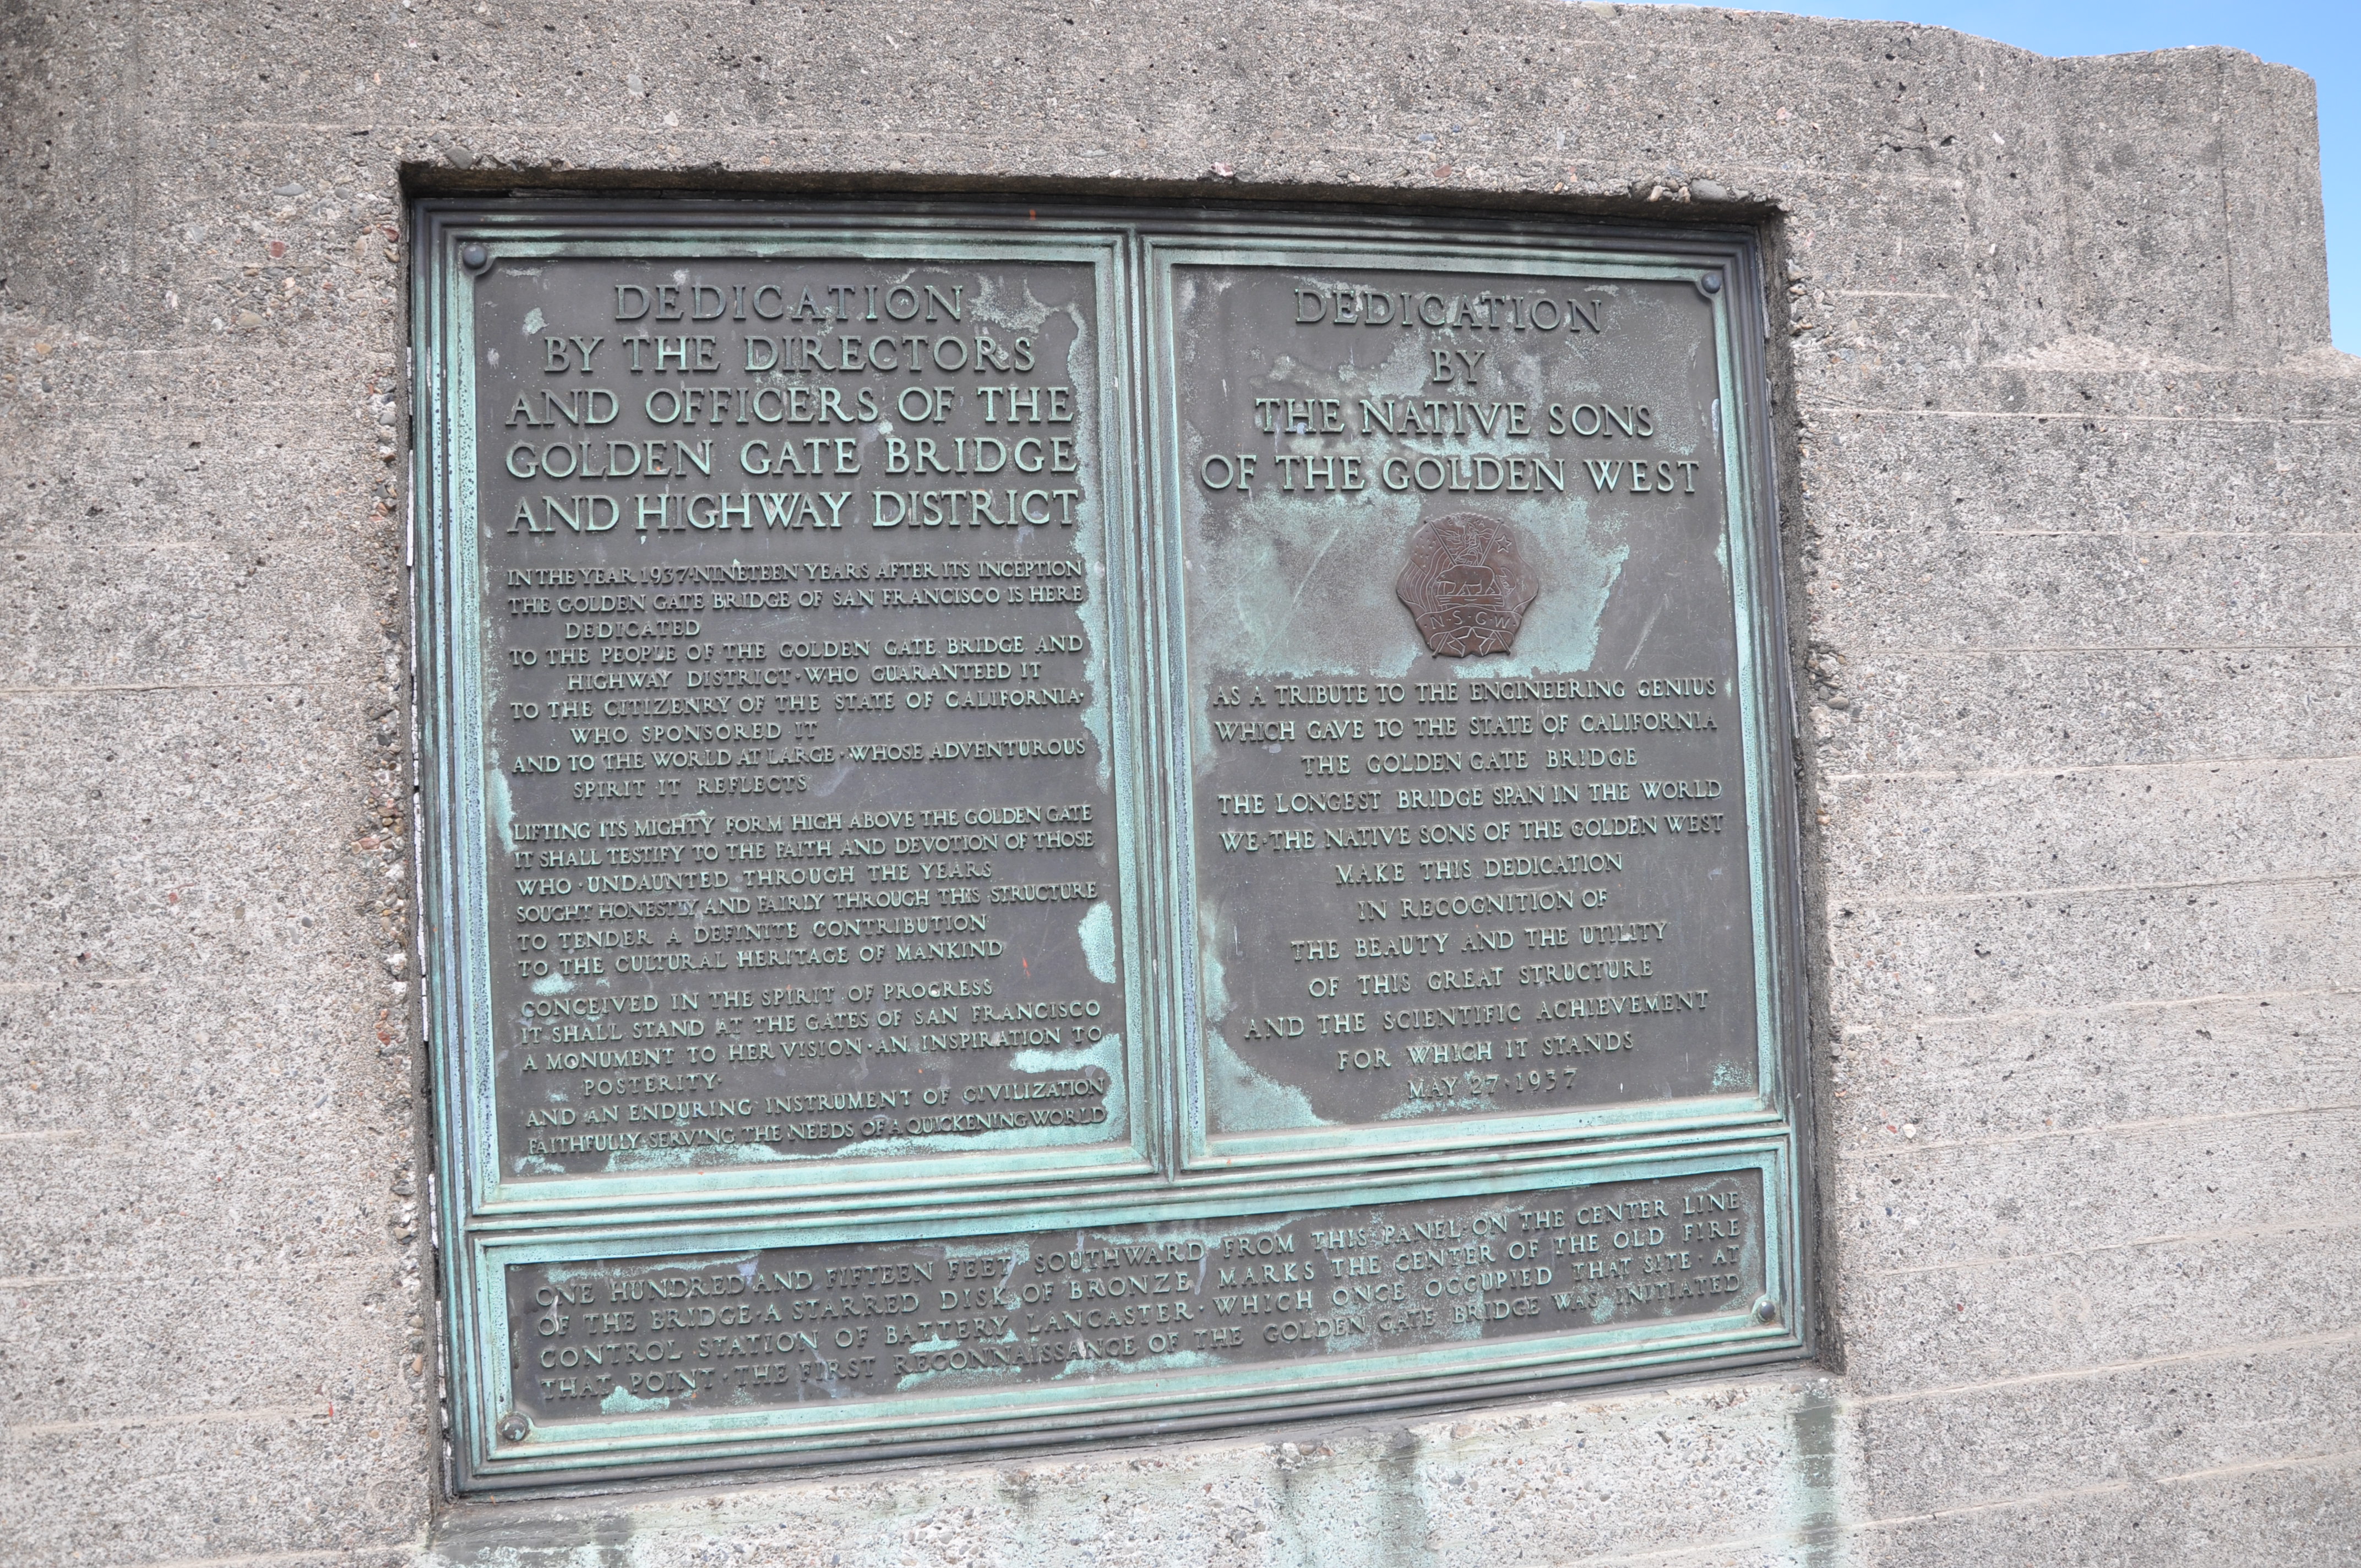 DEDICATION
BY THE DIRECTORS
AND OFFICERS OF THE
GOLDEN GATE BRIDGE
AND HIGHWAY DISTRICT
IN THE YEAR 1937·NINETEEN YEARS AFTER ITS INCEPTION
THE GOLDEN GATE BRIDGE OF SAN FRANCISCO IS HERE
DEDICATED
TO THE PEOPLE OF THE GOLDEN GATE BRIDGE AND
HIGHWAY DISTRICT·WHO GUARANTEED IT
TO THE CITIZENRY OF THE STATE OF CALIFORNIA·
WHO SPONSORED IT
AND TO THE WORLD AT LARGE·WHOSE ADVENTUROUS
SPIRIT IT REFLECTS
LIFTING ITS MIGHTY FORM HIGH ABOVE THE GOLDEN GATE
IT SHALL TESTIFY TO THE FAITH AND DEVOTION OF THOSE
WHO·UNDAUNTED THROUGH THE YEARS
SOUGHT HONESTLY AND FAIRLY THROUGH THIS STRUCTURE
TO TENDER A DEFINITE CONTRIBUTION
TO THE CULTURAL HERITAGE OF MANKIND
CONCEIVED IN THE SPIRIT OF PROGRESS
IT SHALL STAND AT THE GATES OF SAN FRANCISCO
A MONUMENT TO HER VISION·AN INSPIRATION TO
POSTERITY·
AND AN ENDURING INSTRUMENT OF CIVILIZATION
FAITHFULLY SERVING THE NEEDS OF A QUICKENING WORLD
DEDICATION
BY
THE NATIVE SONS
OF THE GOLDEN WEST
N·S·G·W·
AS A TRIBUTE TO THE ENGINEERING GENIUS
WHICH GAVE TO THE STATE OF CALIFORNIA
THE GOLDEN GATE BRIDGE
THE LONGEST BRIDGE SPAN IN THE WORLD
WE·THE NATIVE SONS OF THE GOLDEN WEST
MAKE THIS DEDICATION
IN RECOGNITION OF
THE BEAUTY AND THE UTILITY
OF THIS GREAT STRUCTURE
AND THE SCIENTIFIC ACHIEVEMENT
FOR WHICH IT STANDS
MAY 27·1937
ONE HUNDRED AND FIFTEEN FEET SOUTHWARD FROM THIS PANEL·ON THE CENTER LINE
OF THE BRIDGE·A STARRED DISK OF BRONZE MARKS THE CENTER OF THE OLD FIRE
CONTROL STATION OF BATTERY LANCASTER·WHICH ONCE OCCUPIED THAT SITE·AT
THAT POINT·THE FIRST RECONNAISSANCE OF THE GOLDEN GATE BRIDGE WAS INITIATED